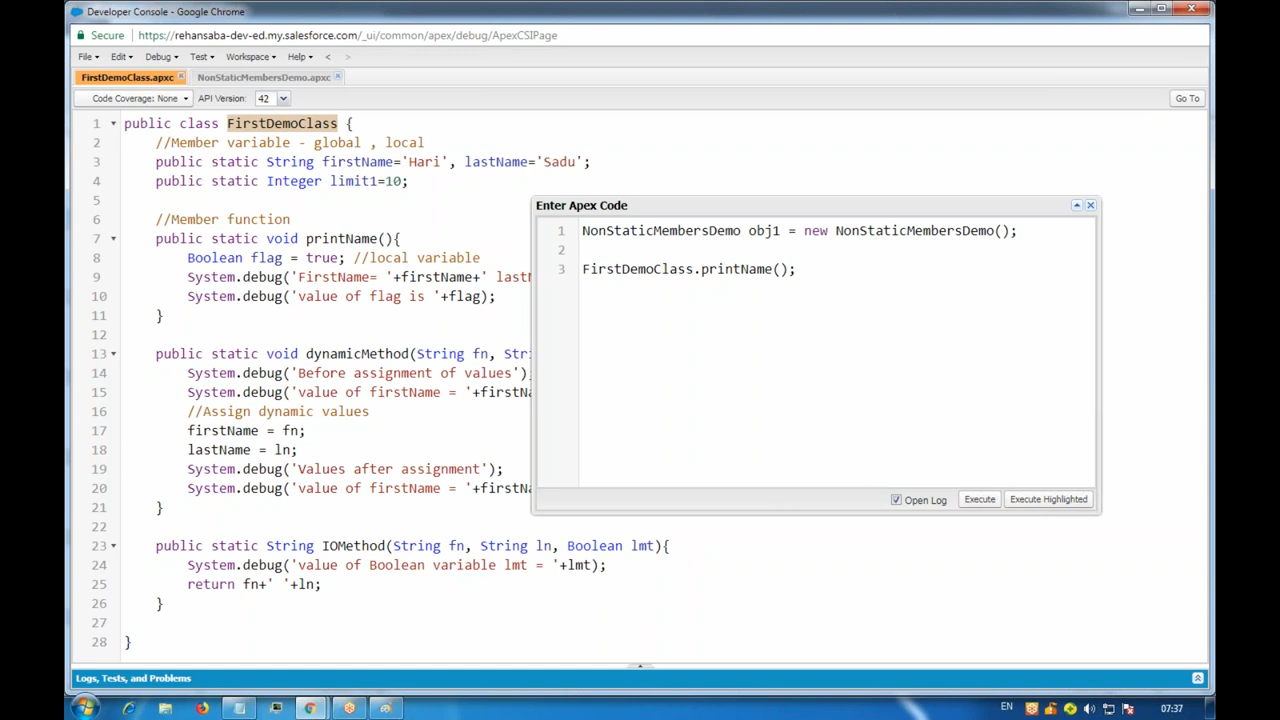 Developer Console - Google Chrome
Secure https://rehansaba-dev-ed.my.salesforce.com/_ui/common/apex/debug/ApexCSIPage
File Edit Debug Test Workspace Help < >
FirstDemoClass.apxc NonStaticMembersDemo.apxc
Code Coverage: None API Version: 42 Go To
1 public class FirstDemoClass {
2 //Member variable - global , local
3 public static String firstName='Hari', lastName='Sadu';
4 public static Integer limit1=10;
5
6 //Member function
7 public static void printName(){
8 Boolean flag = true; //local variable
9 System.debug('FirstName= '+firstName+' lastN
10 System.debug('value of flag is '+flag);
11 }
12
13 public static void dynamicMethod(String fn, Str
14 System.debug('Before assignment of values')
15 System.debug('value of firstName = '+firstNa
16 //Assign dynamic values
17 firstName = fn;
18 lastName = ln;
19 System.debug('Values after assignment');
20 System.debug('value of firstName = '+firstNa
21 }
22
23 public static String IOMethod(String fn, String ln, Boolean lmt){
24 System.debug('value of Boolean variable lmt = '+lmt);
25 return fn+' '+ln;
26 }
27
28 }
Enter Apex Code
1 NonStaticMembersDemo obj1 = new NonStaticMembersDemo();
2
3 FirstDemoClass.printName();
Open Log Execute Execute Highlighted
Logs, Tests, and Problems
EN 07:37